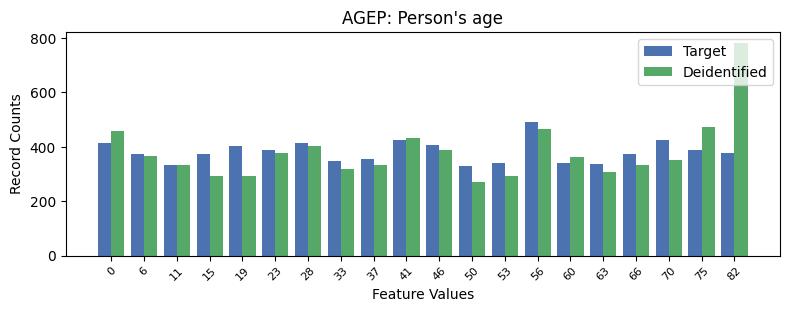 AGEP: Person's age
Record Counts
800
600
400
200
0
Target
Deidentified
0 6 11 15 19 23 28 33 37 41 46 50 53 56 60 63 66 70 75 82
Feature Values